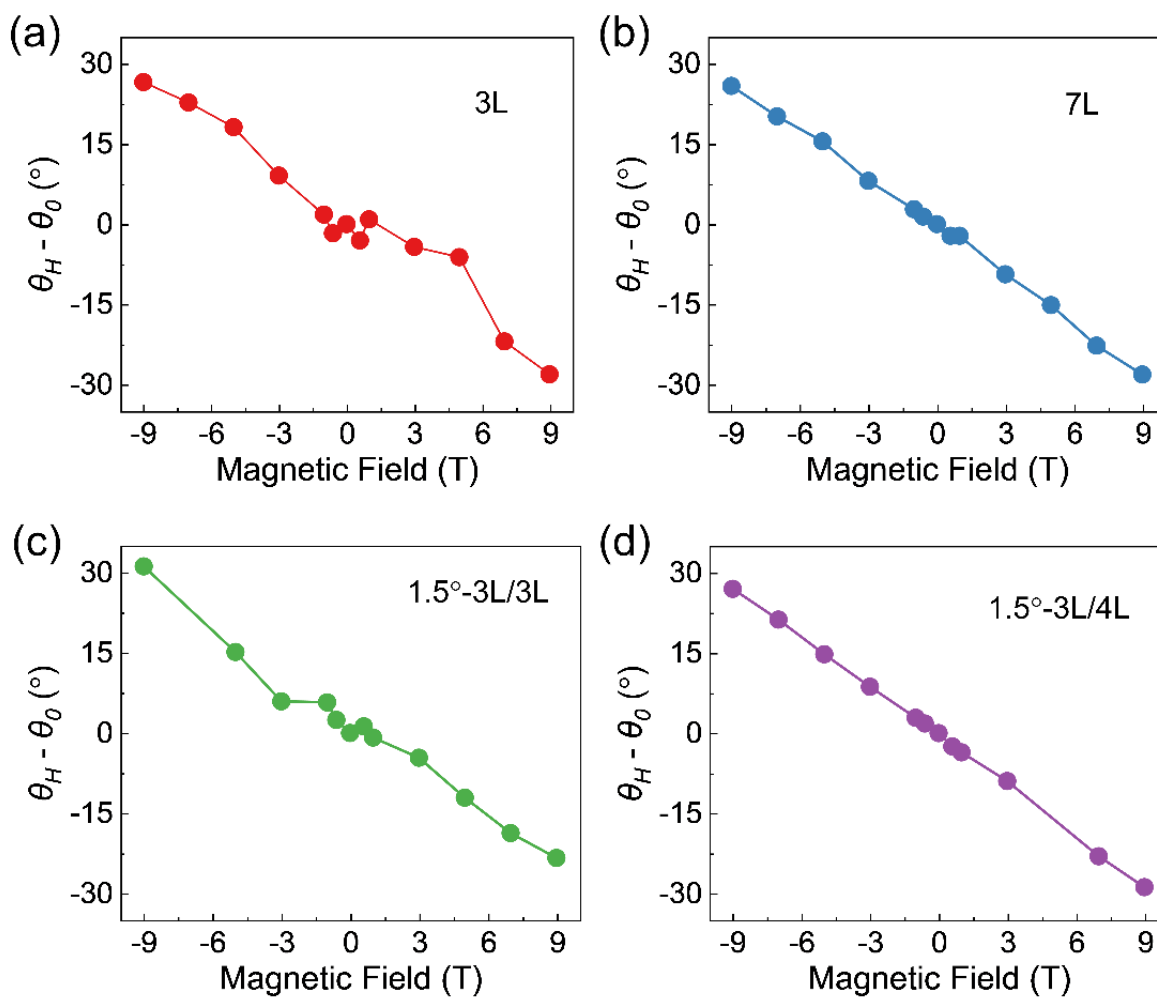 (a)
3L
30
15
0
-15
-30
θH - θ0 (°)
-9 -6 -3 0 3 6 9
Magnetic Field (T)
(b)
7L
30
15
0
-15
-30
θH - θ0 (°)
-9 -6 -3 0 3 6 9
Magnetic Field (T)
(c)
1.5°-3L/3L
30
15
0
-15
-30
θH - θ0 (°)
-9 -6 -3 0 3 6 9
Magnetic Field (T)
(d)
1.5°-3L/4L
30
15
0
-15
-30
θH - θ0 (°)
-9 -6 -3 0 3 6 9
Magnetic Field (T)